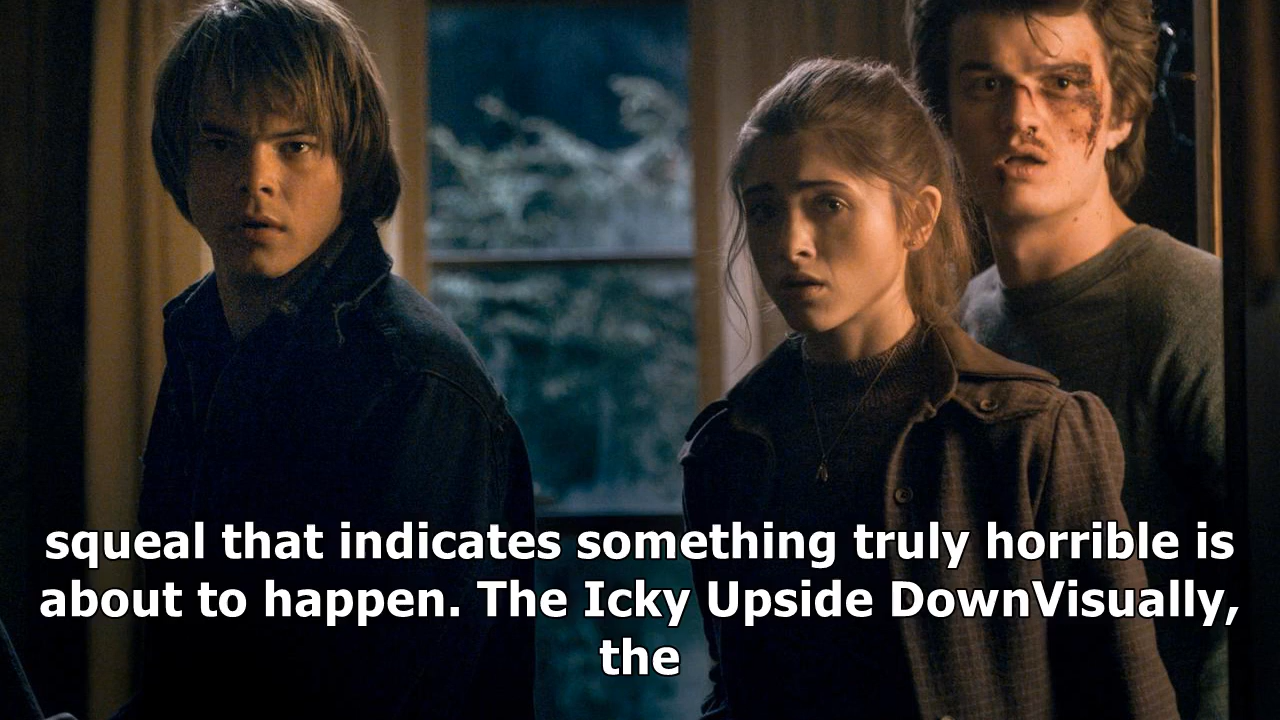 squeal that indicates something truly horrible is
about to happen. The Icky Upside DownVisually,
the